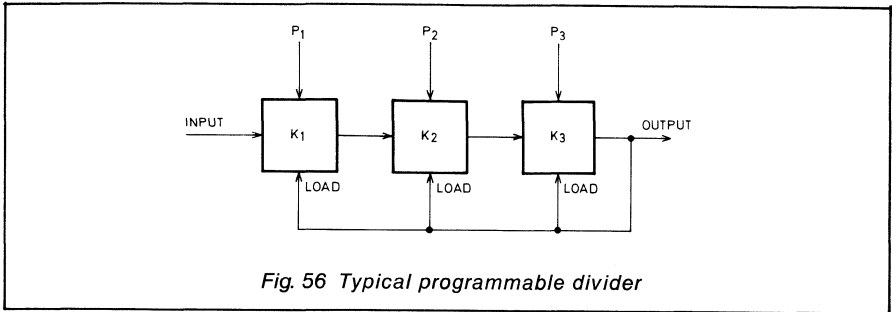 P1 P2 P3
INPUT K1 K2 K3 OUTPUT
LOAD LOAD LOAD
Fig. 56 Typical programmable divider